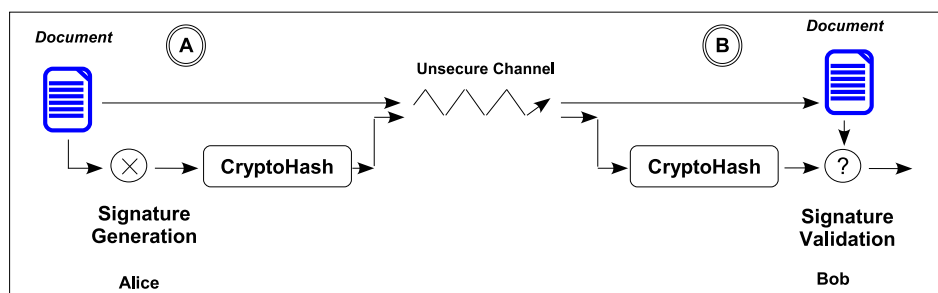 Document
A
B
Document
Unsecure Channel
CryptoHash
CryptoHash
?
Signature
Generation
Signature
Validation
Alice
Bob